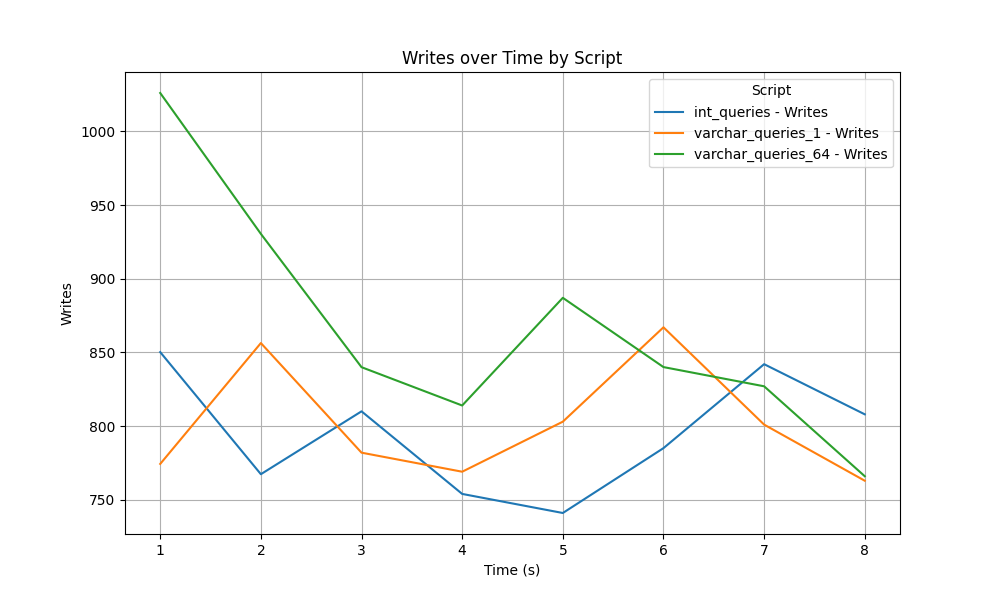 Writes over Time by Script
Script
int_queries - Writes
varchar_queries_1 - Writes
varchar_queries_64 - Writes
1000
950
900
850
800
750
Writes
1 2 3 4 5 6 7 8
Time (s)